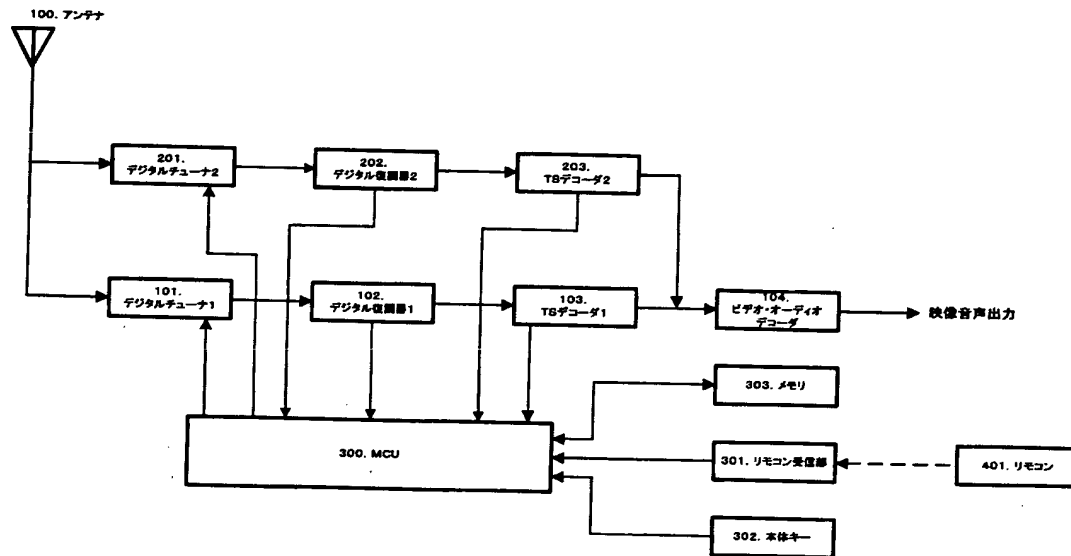 100. アンテナ
201.
デジタルチューナ2
202.
デジタル復調器2
203.
TSデコーダ2
101.
デジタルチューナ1
102.
デジタル復調器1
103.
TSデコーダ1
104.
ビデオ・オーディオ
デコーダ
映像音声出力
303. メモリ
300. MCU
301. リモコン受信部
401. リモコン
302. 本体キー